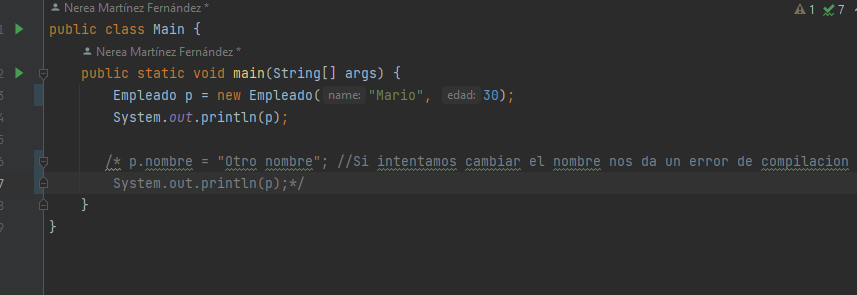 Nerea Martínez Fernández *
1 7
public class Main {
Nerea Martínez Fernández *
2 public static void main(String[] args) {
3 Empleado p = new Empleado( name: "Mario", edad: 30);
4 System.out.println(p);
5
6 /* p.nombre = "Otro nombre"; //Si intentamos cambiar el nombre nos da un error de compilacion
7 System.out.println(p);*/
8 }
9 }